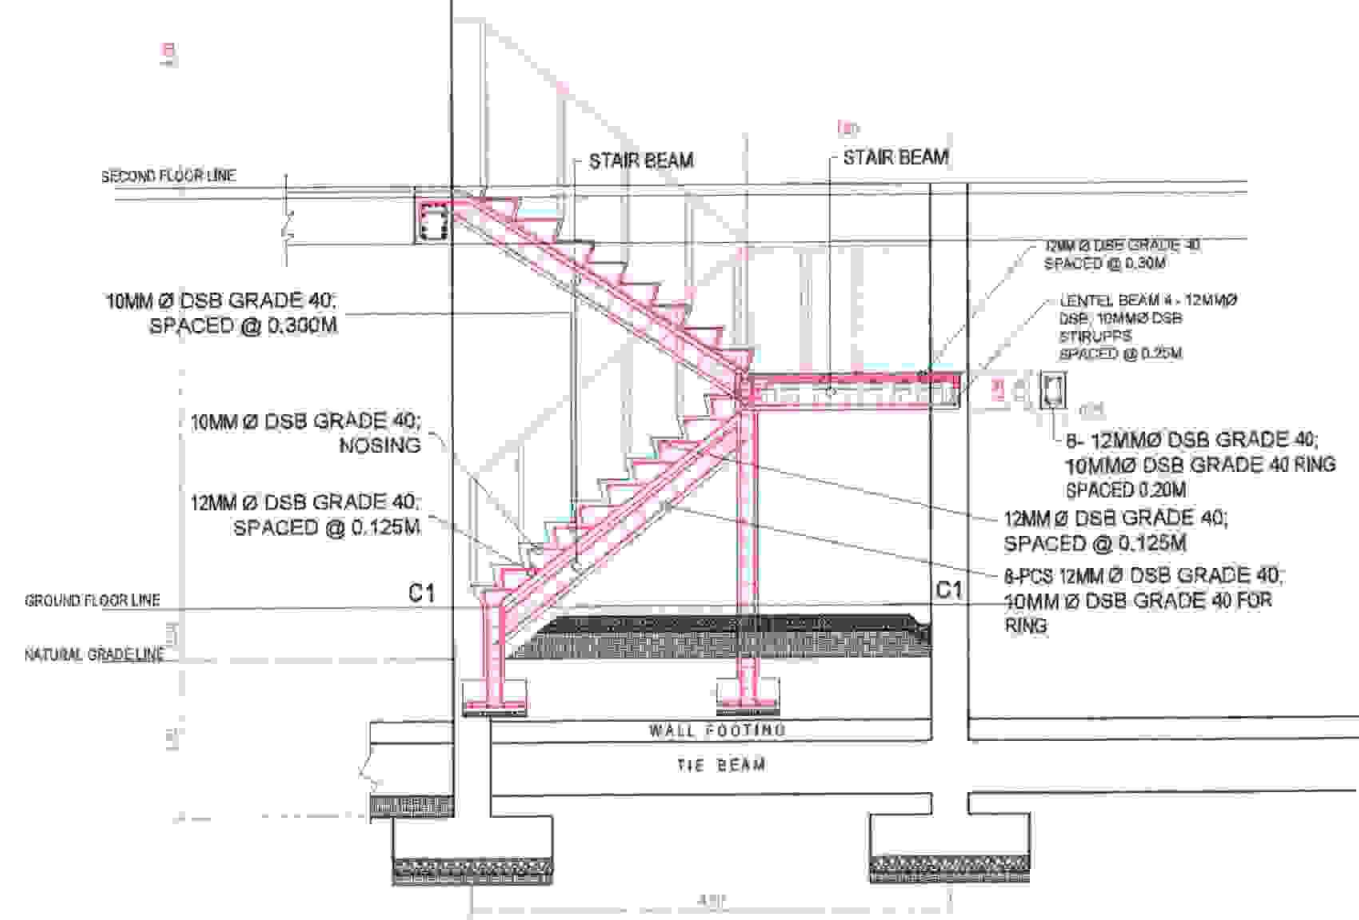 STAIR BEAM
STAIR BEAM
SECOND FLOOR LINE
12MM Ø DSB GRADE 40
SPACED @ 0.30M
10MM Ø DSB GRADE 40;
SPACED @ 0.300M
LENTEL BEAM 4 - 12MMØ
DSB, 10MMØ DSB
STIRUPPS
SPACED @ 0.25M
10MM Ø DSB GRADE 40;
NOSING
8- 12MMØ DSB GRADE 40;
10MMØ DSB GRADE 40 RING
SPACED 0.20M
12MM Ø DSB GRADE 40;
SPACED @ 0.125M
12MM Ø DSB GRADE 40;
SPACED @ 0.125M
8-PCS 12MM Ø DSB GRADE 40;
10MM Ø DSB GRADE 40 FOR
RING
C1
C1
GROUND FLOOR LINE
NATURAL GRADE LINE
WALL FOOTING
TIE BEAM